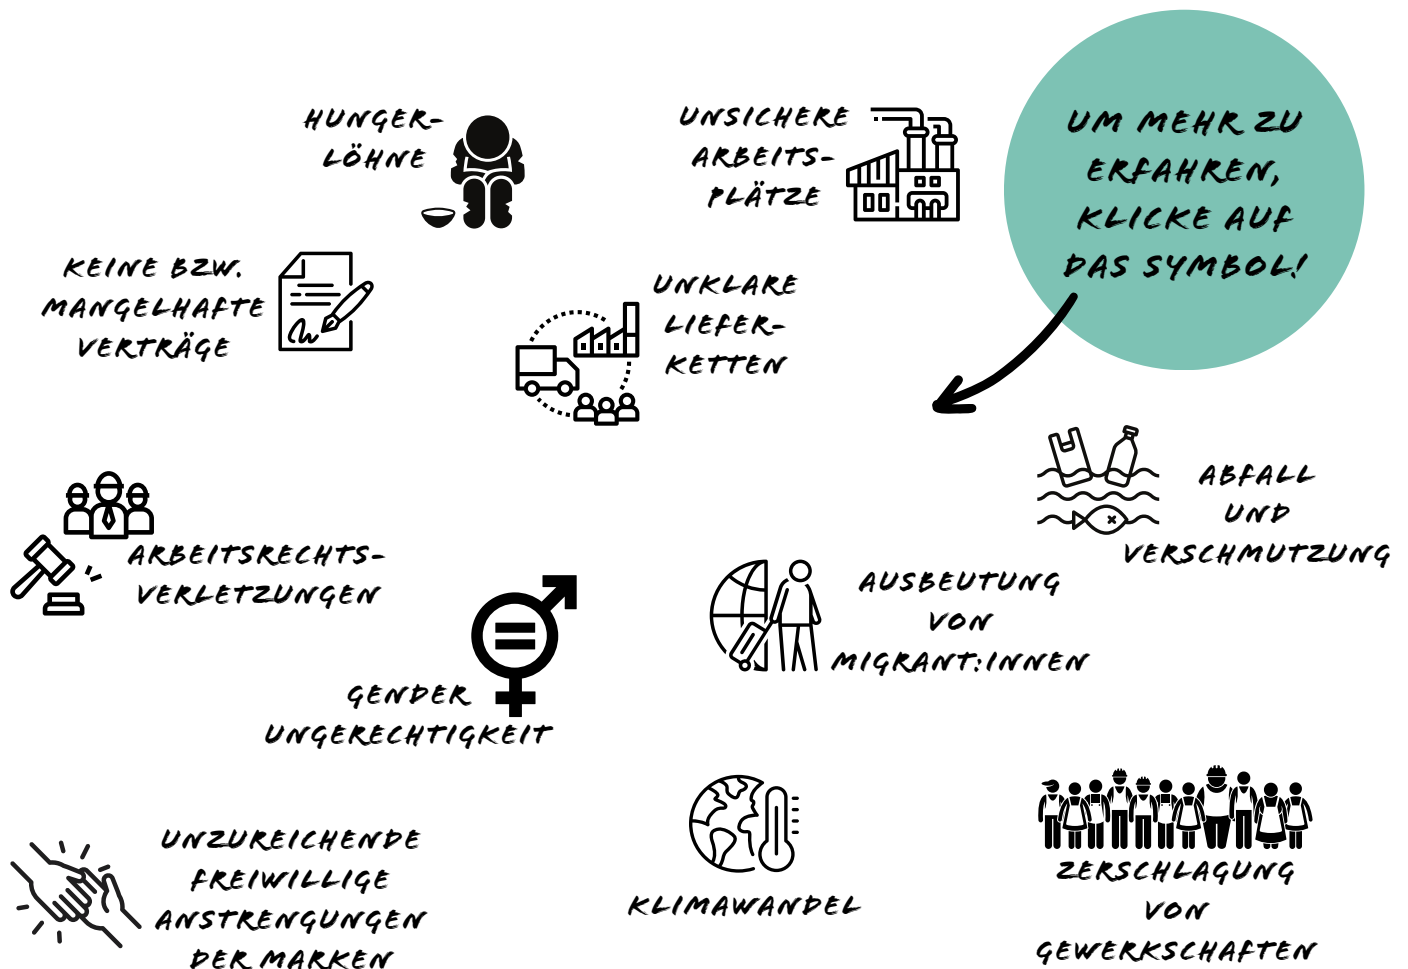 HUNGER-
LÖHNE
UNSICHERE
ARBEITS-
PLÄTZE
UM MEHR ZU
ERFAHREN,
KLICKE AUF
DAS SYMBOL!
KEINE BZW.
MANGELHAFTE
VERTRÄGE
UNKLARE
LIEFER-
KETTEN
ABFALL
UND
VERSCHMUTZUNG
ARBEITSRECHTS-
VERLETZUNGEN
AUSBEUTUNG
VON
MIGRANT:INNEN
GENDER
UNGERECHTIGKEIT
UNZUREICHENDE
FREIWILLIGE
ANSTRENGUNGEN
DER MARKEN
KLIMAWANDEL
ZERSCHLAGUNG
VON
GEWERKSCHAFTEN